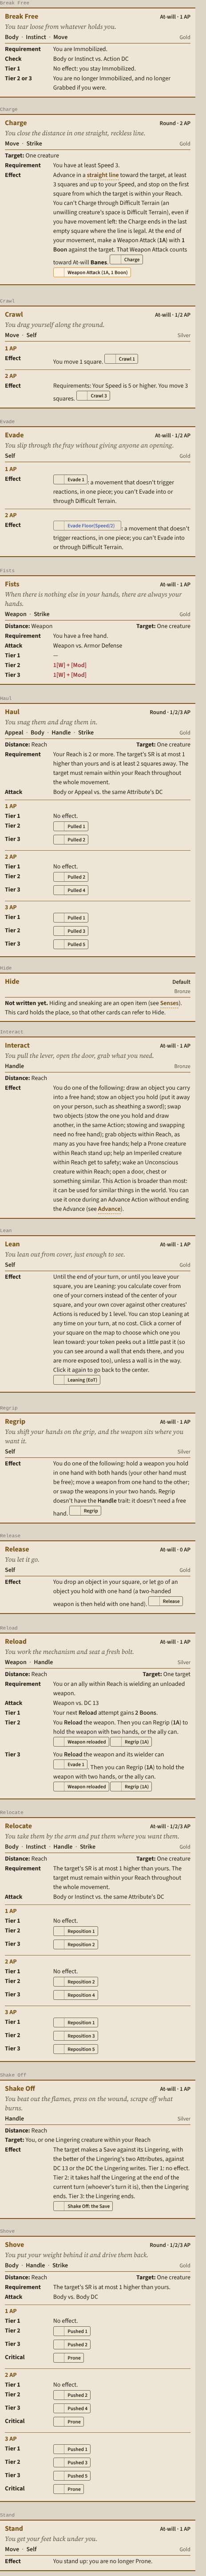 Break Free
Break Free At-will · 1 AP
You tear loose from whatever holds you.
Body · Instinct · Move Gold
Requirement You are Immobilized.
Check Body or Instinct vs. Action DC
Tier 1 No effect: you stay Immobilized.
Tier 2 or 3 You are no longer Immobilized, and no longer
Grabbed if you were.
Charge
Charge Round · 2 AP
You close the distance in one straight, reckless line.
Move · Strike Gold
Target: One creature
Requirement You have at least Speed 3.
Effect Advance in a straight line toward the target, at least
3 squares and up to your Speed, and stop on the first
square from which the target is within your Reach.
You can't Charge through Difficult Terrain (an
unwilling creature's space is Difficult Terrain), even if
you have movement left: the Charge ends in the last
empty square where the line is legal. At the end of
your movement, make a Weapon Attack (1A) with 1
Boon against the target. That Weapon Attack counts
toward At-will Banes. Charge
Weapon Attack (1A, 1 Boon)
Crawl
Crawl At-will · 1/2 AP
You drag yourself along the ground.
Move · Self Silver
1 AP
Effect You move 1 square. Crawl 1
2 AP
Effect Requirements: Your Speed is 5 or higher. You move 3
squares. Crawl 3
Evade
Evade At-will · 1/2 AP
You slip through the fray without giving anyone an opening.
Self Gold
1 AP
Effect Evade 1 : a movement that doesn't trigger
reactions, in one piece; you can't Evade into or
through Difficult Terrain.
2 AP
Effect Evade Floor(Speed/2) : a movement that doesn't
trigger reactions, in one piece; you can't Evade into
or through Difficult Terrain.
Fists
Fists At-will · 1 AP
When there is nothing else in your hands, there are always your
hands.
Weapon · Strike Gold
Distance: Weapon Target: One creature
Requirement You have a free hand.
Attack Weapon vs. Armor Defense
Tier 1 —
Tier 2 1[W] + [Mod]
Tier 3 1[W] + [Mod]
Haul
Haul Round · 1/2/3 AP
You snag them and drag them in.
Appeal · Body · Handle · Strike Gold
Distance: Reach Target: One creature
Requirement Your Reach is 2 or more. The target's SR is at most 1
higher than yours and is at least 2 squares away. The
target must remain within your Reach throughout
the whole movement.
Attack Body or Appeal vs. the same Attribute's DC
1 AP
Tier 1 No effect.
Tier 2 Pulled 1
Tier 3 Pulled 2
2 AP
Tier 1 No effect.
Tier 2 Pulled 2
Tier 3 Pulled 4
3 AP
Tier 1 Pulled 1
Tier 2 Pulled 3
Tier 3 Pulled 5
Hide
Hide Default
Bronze
Not written yet. Hiding and sneaking are an open item (see Senses).
This card holds the place, so that other cards can refer to Hide.
Interact
Interact At-will · 1 AP
You pull the lever, open the door, grab what you need.
Handle Bronze
Distance: Reach
Effect You do one of the following: draw an object you carry
into a free hand; stow an object you hold (put it away
on your person, such as sheathing a sword); swap
two objects (stow the one you hold and draw
another, in the same Action; stowing and swapping
need no free hand); grab objects within Reach, as
many as you have free hands; help a prone creature
within Reach stand up; help an Imperiled creature
within Reach get to safety; wake an Unconscious
creature within Reach; open a door, chest or
something similar. This Action is broader than most:
it can be used for similar things in the world. You can
use it once during an Advance Action without ending
the Advance (see Advance).
Lean
Lean At-will · 1 AP
You lean out from cover, just enough to see.
Self Gold
Effect Until the end of your turn, or until you leave your
square, you are Leaning: you calculate cover from
one of your corners instead of the center of your
square, and your own cover against other creatures'
Actions is reduced by 1 level. You can stop Leaning at
any time on your turn, at no cost. Click a corner of
your square on the map to choose which one you
lean toward: your token peeks out a little past it (so
you can see around a wall that ends there, and you
are more exposed too), unless a wall is in the way.
Click it again to go back to the center.
Leaning (EoT)
Regrip
Regrip At-will · 1 AP
You shift your hands on the grip, and the weapon sits where you
want it.
Self Silver
Effect You do one of the following: hold a weapon you hold
in one hand with both hands (your other hand must
be free); move a weapon from one hand to the other;
or swap the weapons in your two hands. Regrip
doesn't have the Handle trait: it doesn't need a free
hand. Regrip
Release
Release At-will · 0 AP
You let it go.
Self Gold
Effect You drop an object in your space, or let go of an
object you hold with one hand (a two-handed
weapon is then held with one hand). Release
Reload
Reload At-will · 1 AP
You work the mechanism and seat a fresh bolt.
Weapon · Handle Silver
Distance: Reach Target: One target
Requirement You or an ally within Reach is wielding an unloaded
weapon.
Attack Weapon vs. DC 13
Tier 1 Your next Reload attempt gains 2 Boons.
Tier 2 You Reload the weapon. Then you can Regrip (1A) to
hold the weapon with two hands, or the ally can.
Weapon reloaded Regrip (1A)
Tier 3 You Reload the weapon and its wielder can
Evade 1 . Then you can Regrip (1A) to hold the
weapon with two hands, or the ally can.
Weapon reloaded Regrip (1A)
Relocate
Relocate At-will · 1/2/3 AP
You take them by the arm and put them where you want them.
Body · Instinct · Handle · Strike Gold
Distance: Reach Target: One creature
Requirement The target's SR is at most 1 higher than yours. The
target must remain within your Reach throughout
the whole movement.
Attack Body or Instinct vs. the same Attribute's DC
1 AP
Tier 1 No effect.
Tier 2 Reposition 1
Tier 3 Reposition 2
2 AP
Tier 1 No effect.
Tier 2 Reposition 2
Tier 3 Reposition 4
3 AP
Tier 1 Reposition 1
Tier 2 Reposition 3
Tier 3 Reposition 5
Shake Off
Shake Off At-will · 1 AP
You beat out the flames, press on the wound, scrape off what
burns.
Handle Silver
Distance: Reach
Target: You, or one Lingering creature within your Reach
Effect The target makes a Save against its Lingering, with
the better of the Lingering's two Attributes, against
DC 13 or the DC the Lingering writes. Tier 1: no effect.
Tier 2: it takes half the Lingering at the end of the
current turn (whoever's turn it is), then the Lingering
ends. Tier 3: the Lingering ends.
Shake Off: the Save
Shove
Shove Round · 1/2/3 AP
You put your weight behind it and drive them back.
Body · Handle · Strike Gold
Distance: Reach Target: One creature
Requirement The target's SR is at most 1 higher than yours.
Attack Body vs. Body DC
1 AP
Tier 1 No effect.
Tier 2 Pushed 1
Tier 3 Pushed 2
Critical Prone
2 AP
Tier 1 No effect.
Tier 2 Pushed 2
Tier 3 Pushed 4
Critical Prone
3 AP
Tier 1 Pushed 1
Tier 2 Pushed 3
Tier 3 Pushed 5
Critical Prone
Stand
Stand At-will · 1 AP
You get your feet back under you.
Move · Self Gold
Effect You stand up: you are no longer Prone.